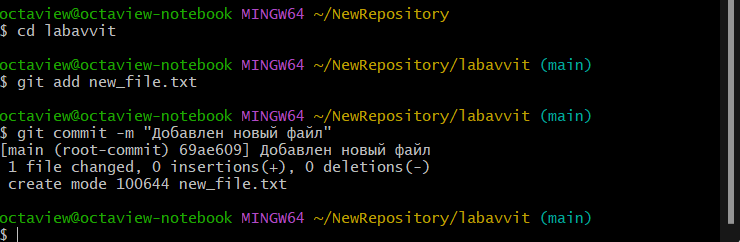 octaview@octaview-notebook MINGW64 ~/NewRepository
$ cd labavvit
octaview@octaview-notebook MINGW64 ~/NewRepository/labavvit (main)
$ git add new_file.txt
octaview@octaview-notebook MINGW64 ~/NewRepository/labavvit (main)
$ git commit -m "Добавлен новый файл"
[main (root-commit) 69ae609] Добавлен новый файл
 1 file changed, 0 insertions(+), 0 deletions(-)
 create mode 100644 new_file.txt
octaview@octaview-notebook MINGW64 ~/NewRepository/labavvit (main)
$